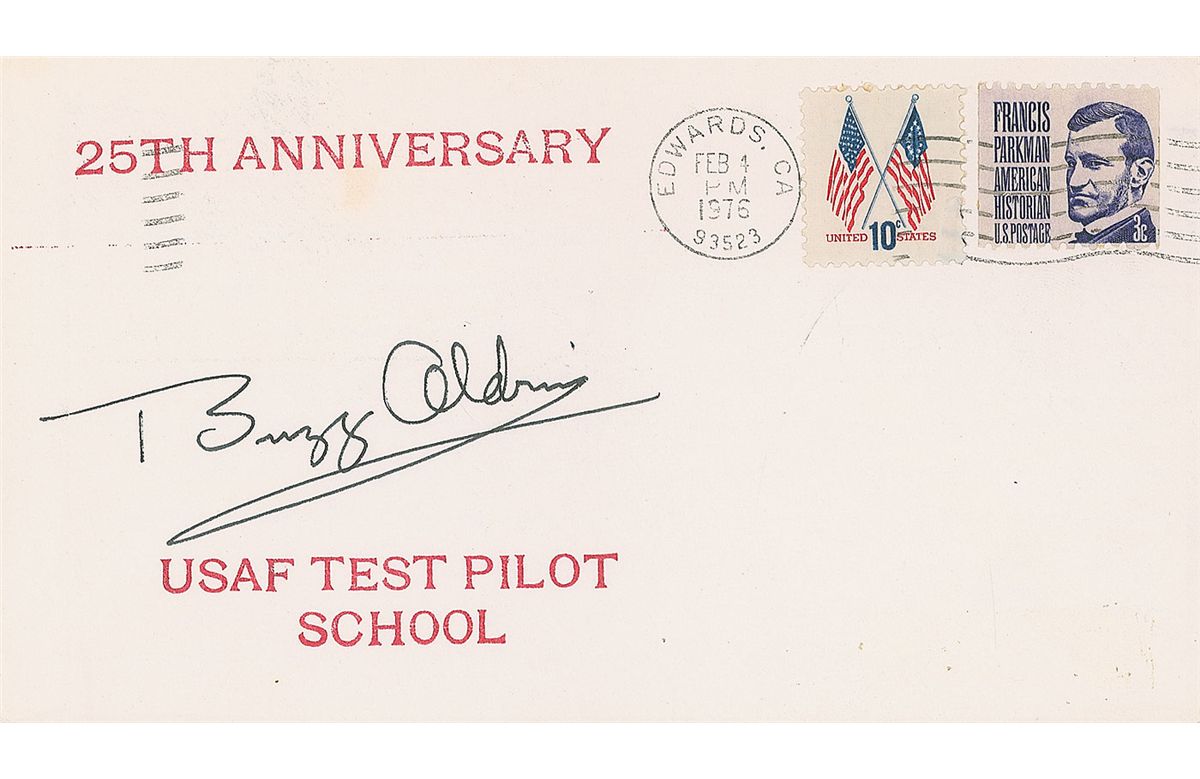 25TH ANNIVERSARY
EDWARDS, CA
FEB 4
PM
1976
93523
10c
UNITED STATES
FRANCIS
PARKMAN
AMERICAN
HISTORIAN
U.S.POSTAGE
3c
T Buzz Aldrin
USAF TEST PILOT
SCHOOL